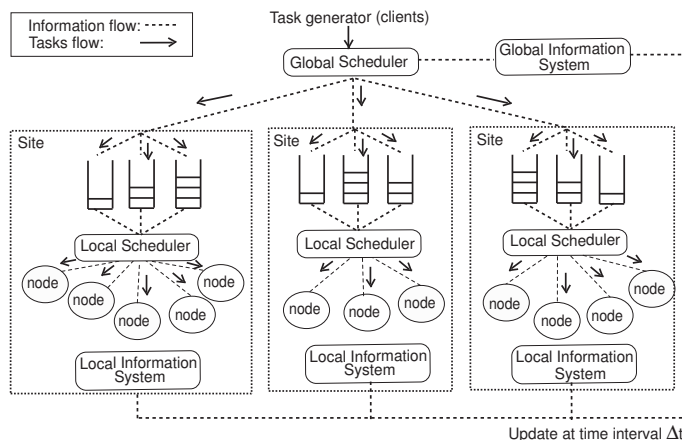 Task generator (clients)
Information flow:
Tasks flow:
Global Scheduler
Global Information
System
Site
Site
Site
Local Scheduler
Local Scheduler
Local Scheduler
node
node
node
node
node
node
node
node
node
node
node
node
Local Information
System
Local Information
System
Local Information
System
Update at time interval Δt